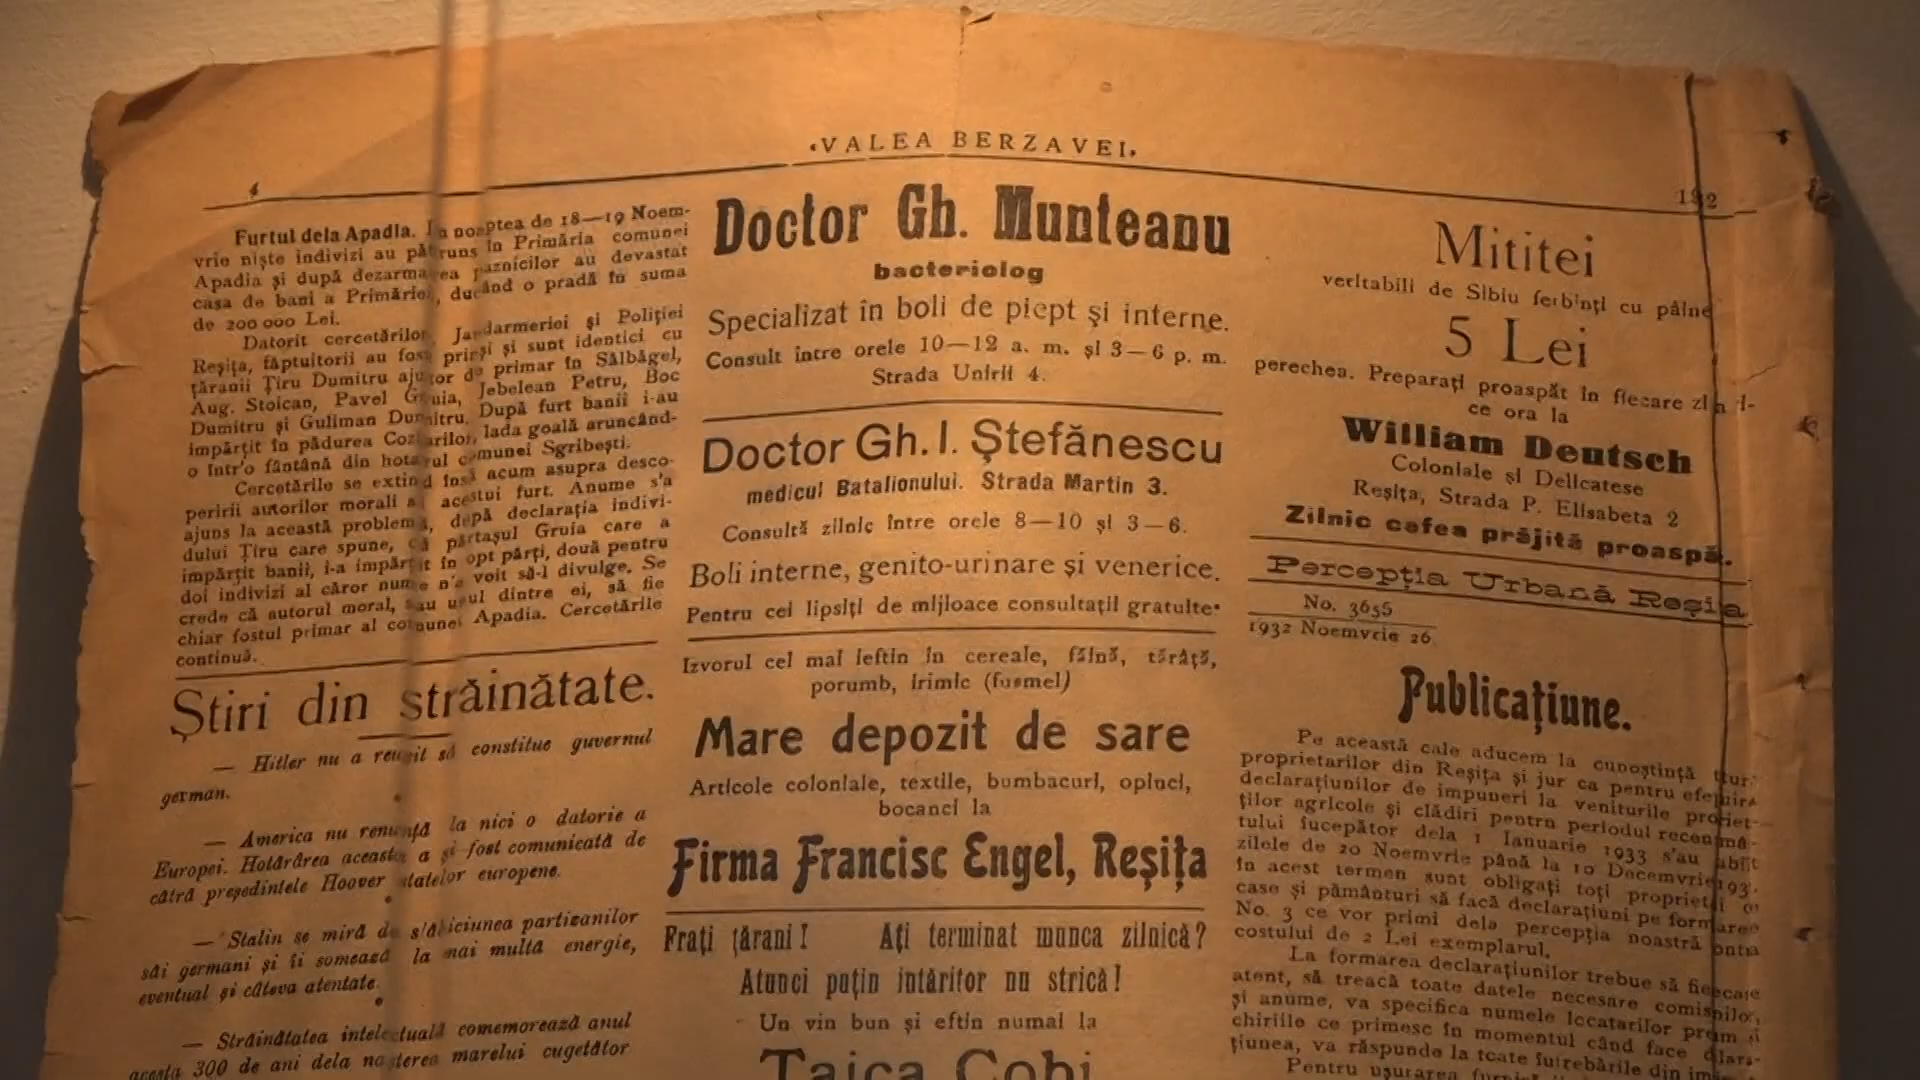 «VALEA BERZAVEI»
4
Furtul dela Apadia. In noaptea de 18—19 Noem-
vrie niște indivizi au pătruns în Primăria comunei
Apadia și după dezarmarea paznicilor au devastat
casa de bani a Primăriei, ducând o pradă în suma
de 200 000 Lei.
Datorit cercetărilor Jandarmeriei și Poliției
Reșița, făptuitorii au fost prinși și sunt identici cu
țăranii Țiru Dumitru ajutor de primar în Sălbăgel,
Aug. Stoican, Pavel Gruia, Jebelean Petru, Boc
Dumitru și Guliman Dumitru. După furt banii i-au
impărțit în pădurea lada goală aruncând-
o într'o fântână din hotarul comunei Sgribești.
Cercetările se extind însă acum asupra desco-
peririi autorilor morali ai acestui furt. Anume s'a
ajuns la această problemă, după declarația indivi-
dului Țiru care spune, că părtașul Gruia care a
impărțit banii, i-a impărțit în opt părți, două pentru
doi indivizi al căror nume n'a voit să-l divulge. Se
crede că autorul moral, sau unul dintre ei, să fie
chiar fostul primar al comunei Apadia. Cercetările
continuă.
Știri din străinătate.
— Hitler nu a reușit să constitue guvernul
german.
— America nu renunță la nici o datorie a
Europei. Hotărârea aceasta a și fost comunicată de
cătră președintele Hoover statelor europene.
— Stalin se miră de slăbiciunea partizanilor
săi germani și îi somează la mai multă energie,
eventual și câteva atentate.
— Străinătatea intelectuală comemorează anul
acesta 300 de ani dela nașterea marelui cugetător
Doctor Gh. Munteanu
bacteriolog
Specializat în boli de piept și interne.
Consult între orele 10—12 a. m. și 3—6 p. m.
Strada Unirii 4.
Doctor Gh. I. Ștefănescu
medicul Batalionului. Strada Martin 3.
Consultă zilnic între orele 8—10 și 3—6.
Boli interne, genito-urinare și venerice.
Pentru cei lipsiți de mijloace consultații gratuite.
Izvorul cel mai ieftin în cereale, făină, tărâță,
porumb, irimic (fusmel)
Mare depozit de sare
Articole coloniale, textile, bumbacuri, opinci,
bocanci la
Firma Francisc Engel, Reșița
Frați țărani! Ați terminat munca zilnică?
Atunci puțin intăritor nu strică!
Un vin bun și eftin numai la
Taica Cobi
Mititei
veritabili de Sibiu ferbinți cu pâine
5 Lei
perechea. Preparați proaspăt în fiecare zi la
ce ora la
William Deutsch
Coloniale și Delicatese
Reșița, Strada P. Elisabeta 2
Zilnic cafea prăjită proaspă.
Percepția Urbană Reșița
No. 3655
1932 Noemvrie 26
Publicațiune.
Pe această cale aducem la cunoștință
proprietarilor din Reșița și jur ca pentru
declarațiunilor de impuneri la veniturile
ților agricole și clădiri pentru periodul
tului începător dela 1 Ianuarie 1933 s'au
zilele de 20 Noemvrie până la 10 Decemvrie 193
în acest termen sunt obligați toți
case și pământuri să facă declarațiuni pe
No. 3 ce vor primi dela percepția noastră
costului de 2 Lei exemplarul.
La formarea declarațiunilor trebue să fiecare
atent, să treacă toate datele necesare
și anume, va specifica numele locatarilor
chiriile ce primesc în momentul când face
țiunea, va răspunde la toate întrebările din
Pentru ușurarea